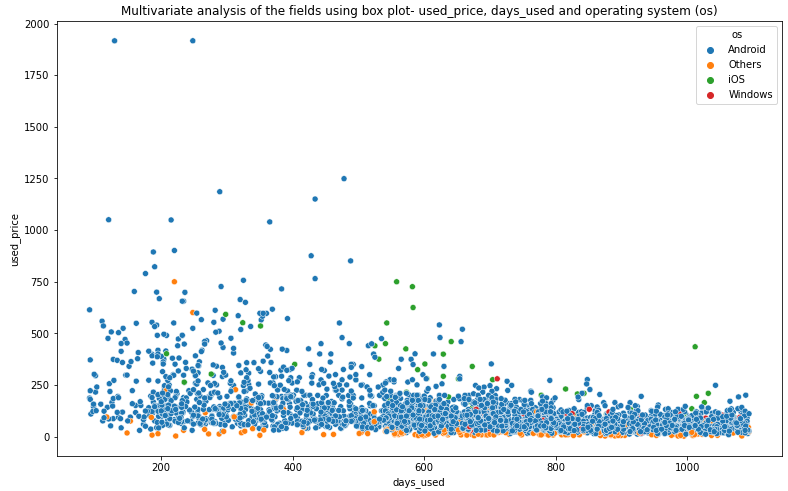 Multivariate analysis of the fields using box plot- used_price, days_used and operating system (os)
os
Android
Others
iOS
Windows
2000
1750
1500
1250
1000
750
500
250
0
used_price
200
400
600
800
1000
days_used